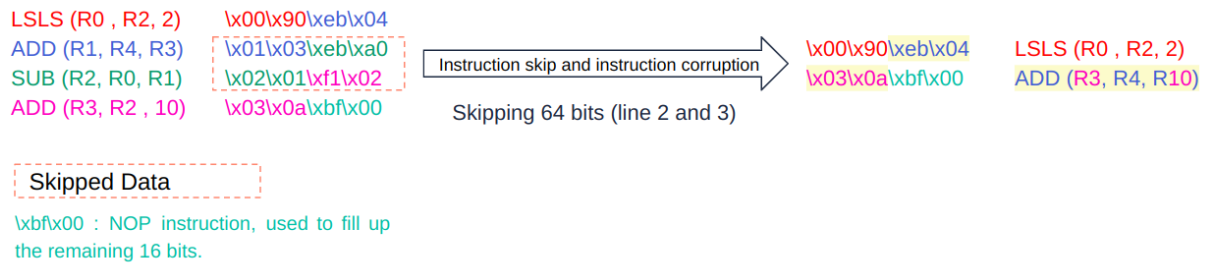 LSLS (R0 , R2, 2) \x00\x90\xeb\x04
ADD (R1, R4, R3) \x01\x03\xeb\xa0
SUB (R2, R0, R1) \x02\x01\xf1\x02
ADD (R3, R2 , 10) \x03\x0a\xbf\x00
Instruction skip and instruction corruption
Skipping 64 bits (line 2 and 3)
\x00\x90\xeb\x04 LSLS (R0 , R2, 2)
\x03\x0a\xbf\x00 ADD (R3, R4, R10)
Skipped Data
\xbf\x00 : NOP instruction, used to fill up
the remaining 16 bits.